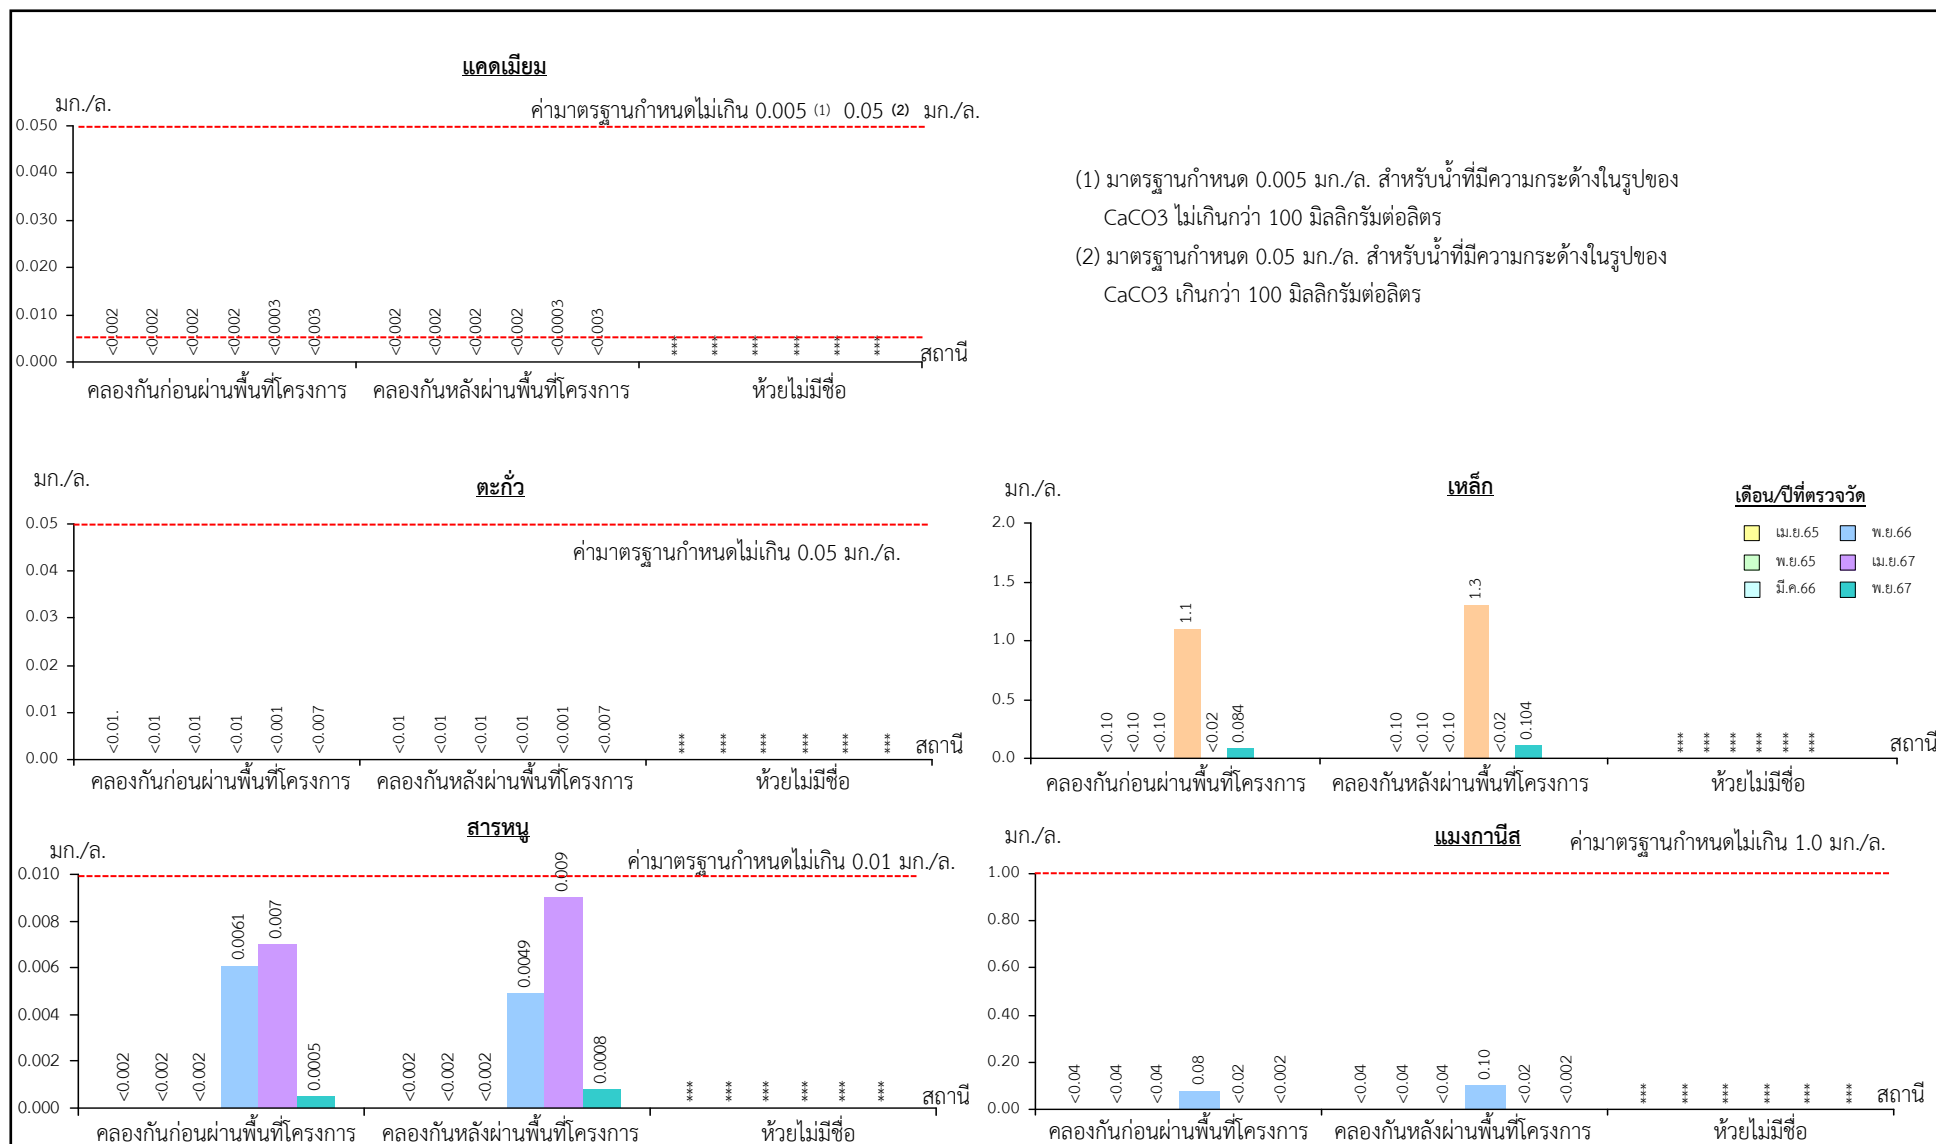 แคดเมียม
มก./ล.
ค่ามาตรฐานกำหนดไม่เกิน 0.005 (1) 0.05 (2) มก./ล.
0.050
0.040
0.030
0.020
0.010
0.000
<0.002 <0.002 <0.002 <0.002 <0.0003 <0.003 <0.002 <0.002 <0.002 <0.002 <0.0003 <0.003 *** *** *** *** *** ***
สถานี
คลองกันก่อนผ่านพื้นที่โครงการ คลองกันหลังผ่านพื้นที่โครงการ ห้วยไม่มีชื่อ
(1) มาตรฐานกำหนด 0.005 มก./ล. สำหรับน้ำที่มีความกระด้างในรูปของ
CaCO3 ไม่เกินกว่า 100 มิลลิกรัมต่อลิตร
(2) มาตรฐานกำหนด 0.05 มก./ล. สำหรับน้ำที่มีความกระด้างในรูปของ
CaCO3 เกินกว่า 100 มิลลิกรัมต่อลิตร
มก./ล.
ตะกั่ว
0.05
ค่ามาตรฐานกำหนดไม่เกิน 0.05 มก./ล.
0.04
0.03
0.02
0.01
0.00
<0.01. <0.01 <0.01 <0.01 <0.001 <0.007 <0.01 <0.01 <0.01 <0.01 <0.001 <0.007 *** *** *** *** *** ***
สถานี
คลองกันก่อนผ่านพื้นที่โครงการ คลองกันหลังผ่านพื้นที่โครงการ ห้วยไม่มีชื่อ
มก./ล.
เหล็ก
2.0
1.5
1.0
0.5
0.0
<0.10 <0.10 <0.10 1.1 <0.02 0.084 <0.10 <0.10 <0.10 1.3 <0.02 0.104 *** *** *** *** *** ***
สถานี
คลองกันก่อนผ่านพื้นที่โครงการ คลองกันหลังผ่านพื้นที่โครงการ ห้วยไม่มีชื่อ
เดือน/ปีที่ตรวจวัด
เม.ย.65 พ.ย.66
พ.ย.65 เม.ย.67
มี.ค.66 พ.ย.67
สารหนู
มก./ล.
ค่ามาตรฐานกำหนดไม่เกิน 0.01 มก./ล.
0.010
0.008
0.006
0.004
0.002
0.000
<0.002 <0.002 <0.002 0.0061 0.007 0.0005 <0.002 <0.002 <0.002 0.0049 0.009 0.0008 *** *** *** *** *** ***
สถานี
คลองกันก่อนผ่านพื้นที่โครงการ คลองกันหลังผ่านพื้นที่โครงการ ห้วยไม่มีชื่อ
มก./ล.
แมงกานีส
ค่ามาตรฐานกำหนดไม่เกิน 1.0 มก./ล.
1.00
0.80
0.60
0.40
0.20
0.00
<0.04 <0.04 <0.04 0.08 <0.02 <0.002 <0.04 <0.04 <0.04 0.10 <0.02 <0.002 *** *** *** *** *** ***
สถานี
คลองกันก่อนผ่านพื้นที่โครงการ คลองกันหลังผ่านพื้นที่โครงการ ห้วยไม่มีชื่อ